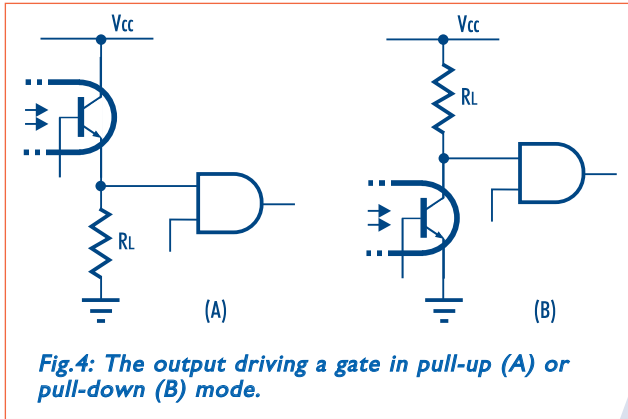 Vcc
Vcc
RL
RL
(A)
(B)
Fig.4: The output driving a gate in pull-up (A) or
pull-down (B) mode.